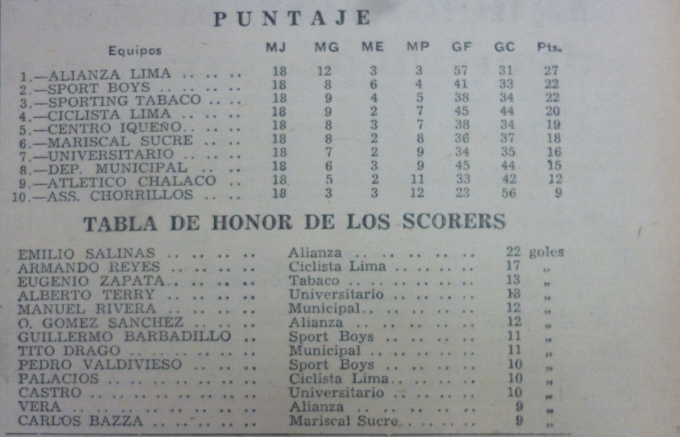 PUNTAJE
Equipos MJ MG ME MP GF GC Pts.
1.—ALIANZA LIMA .. .. .. 18 12 3 3 57 31 27
2.—SPORT BOYS .. .. .. 18 8 6 4 41 33 22
3.—SPORTING TABACO .. .. 18 9 4 5 38 34 22
4.—CICLISTA LIMA .. .. .. 18 9 2 7 45 44 20
5.—CENTRO IQUEÑO.. .. .. 18 8 3 7 38 34 19
6.—MARISCAL SUCRE .. .. 18 8 2 8 36 37 18
7.—UNIVERSITARIO .. .. .. 18 7 2 9 34 35 16
8.—DEP. MUNICIPAL .. .. 18 6 3 9 45 44 15
9.—ATLETICO CHALACO .. .. 18 5 2 11 33 42 12
10.—ASS. CHORRILLOS .. .. 18 3 3 12 23 56 9
TABLA DE HONOR DE LOS SCORERS
EMILIO SALINAS .. .. .. .. Alianza .. .. .. .. .. .. 22 goles
ARMANDO REYES .. .. .. .. Ciclista Lima .. .. .. .. 17 „
EUGENIO ZAPATA.. .. .. .. Tabaco .. .. .. .. .. .. 13 „
ALBERTO TERRY .. .. .. .. Universitario .. .. .. .. 13 „
MANUEL RIVERA .. .. .. .. Municipal.. .. .. .. .. 12 „
O. GOMEZ SANCHEZ .. .. .. Alianza .. .. .. .. .. .. 12 „
GUILLERMO BARBADILLO .. Sport Boys .. .. .. .. .. 11 „
TITO DRAGO .. .. .. .. .. Municipal .. .. .. .. .. 11 „
PEDRO VALDIVIESO .. .. .. Sport Boys .. .. .. .. .. 10 „
PALACIOS .. .. .. .. .. .. Ciclista Lima.. .. .. .. 10 „
CASTRO .. .. .. .. .. .. Universitario .. .. .. .. 10 „
VERA .. .. .. .. .. .. .. Alianza .. .. .. .. .. .. 9 „
CARLOS BAZZA .. .. .. .. Mariscal Sucre.. .. .. .. 9 „